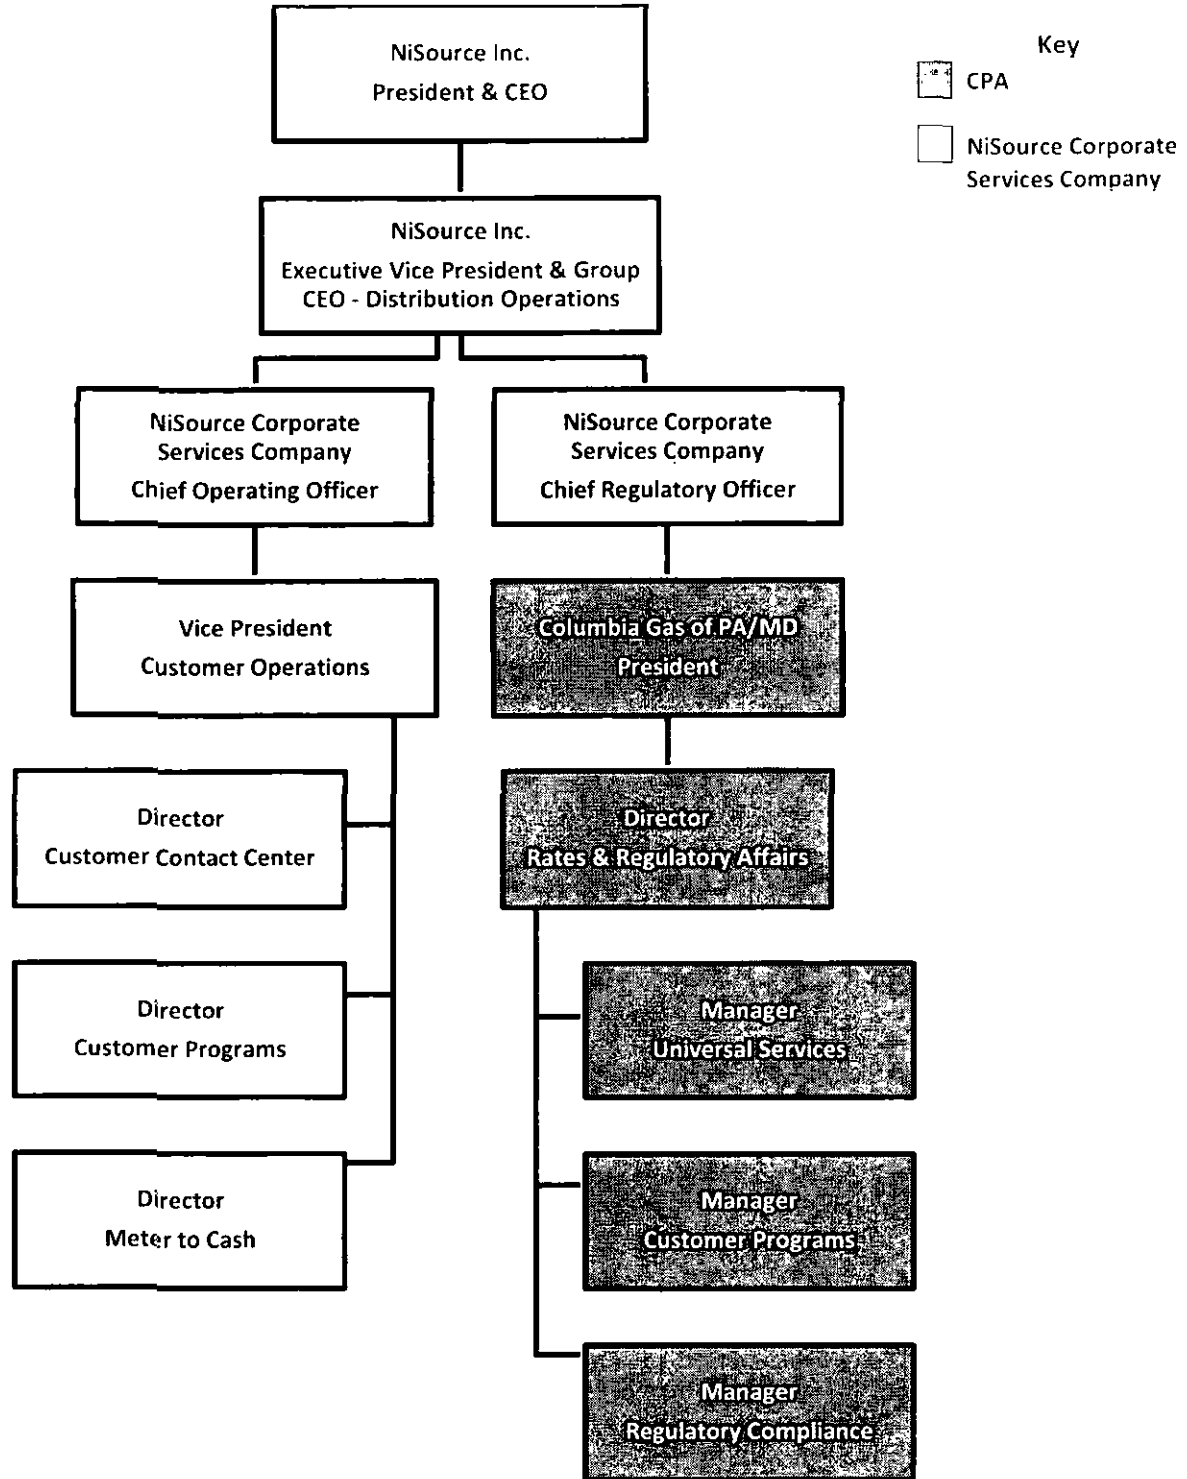 NiSource Inc.
President & CEO
Key
CPA
NiSource Corporate
Services Company
NiSource Inc.
Executive Vice President & Group
CEO - Distribution Operations
NiSource Corporate
Services Company
Chief Operating Officer
NiSource Corporate
Services Company
Chief Regulatory Officer
Vice President
Customer Operations
Columbia Gas of PA/MD
President
Director
Customer Contact Center
Director
Rates & Regulatory Affairs
Director
Customer Programs
Manager
Universal Services
Director
Meter to Cash
Manager
Customer Programs
Manager
Regulatory Compliance